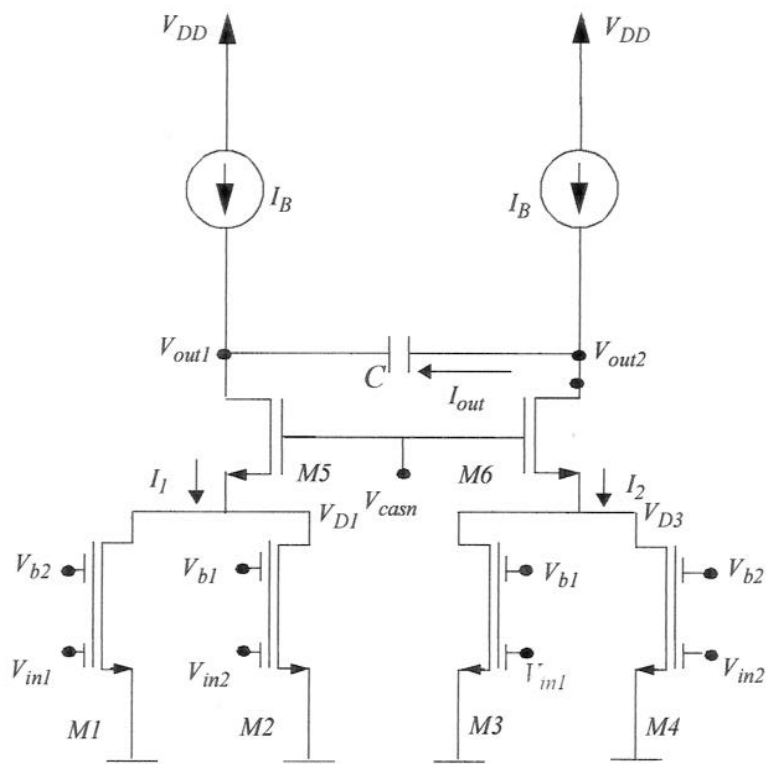 V_DD V_DD
I_B I_B
V_out1 V_out2
C
I_out
I_1 M5 M6 I_2
V_D1 V_casn V_D3
V_b2 V_b1 V_b1 V_b2
V_in1 V_in2 V_in1 V_in2
M1 M2 M3 M4